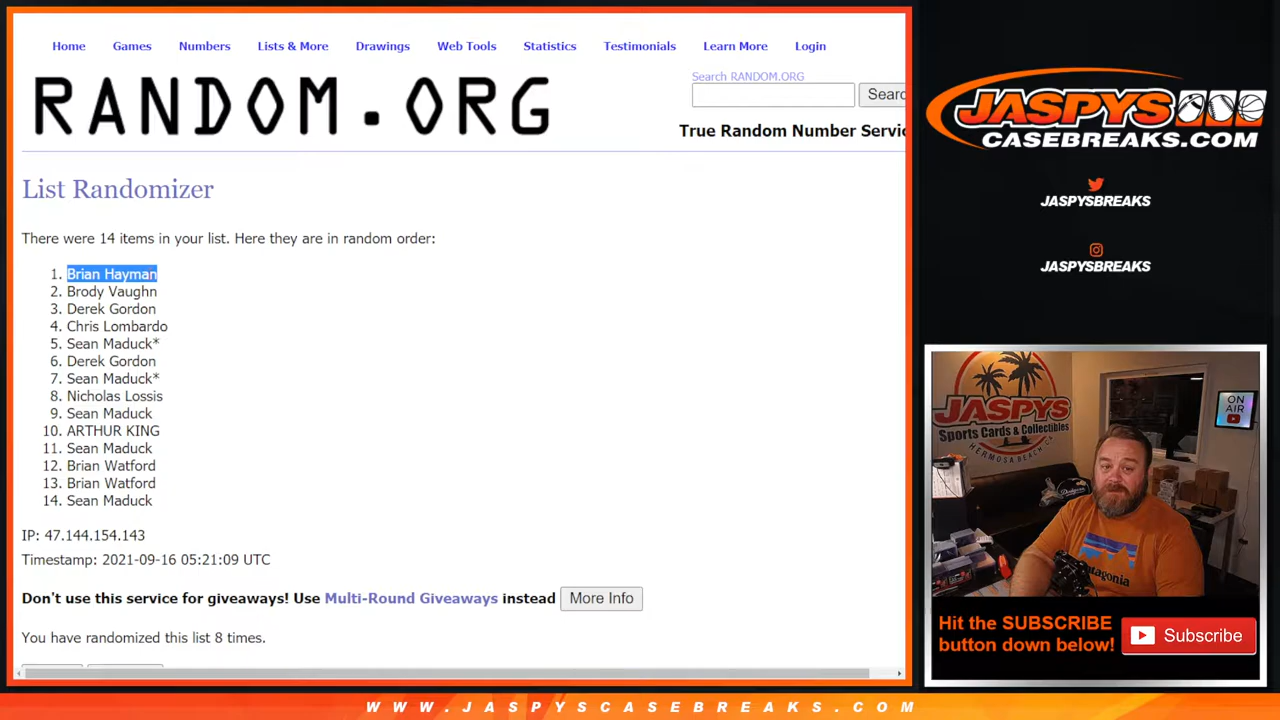 Home Games Numbers Lists & More Drawings Web Tools Statistics Testimonials Learn More Login
RANDOM.ORG
Search RANDOM.ORG
Searc
True Random Number Servic
List Randomizer
There were 14 items in your list. Here they are in random order:
1. Brian Hayman
2. Brody Vaughn
3. Derek Gordon
4. Chris Lombardo
5. Sean Maduck*
6. Derek Gordon
7. Sean Maduck*
8. Nicholas Lossis
9. Sean Maduck
10. ARTHUR KING
11. Sean Maduck
12. Brian Watford
13. Brian Watford
14. Sean Maduck
IP: 47.144.154.143
Timestamp: 2021-09-16 05:21:09 UTC
Don't use this service for giveaways! Use Multi-Round Giveaways instead More Info
You have randomized this list 8 times.
JASPYS
CASEBREAKS.COM
JASPYSBREAKS
JASPYSBREAKS
JASPYS
Sports Cards & Collectibles
HERMOSA BEACH, CA
ON
AIR
Dodgers
patagonia
Hit the SUBSCRIBE
button down below!
Subscribe
WWW.JASPYSCASEBREAKS.COM